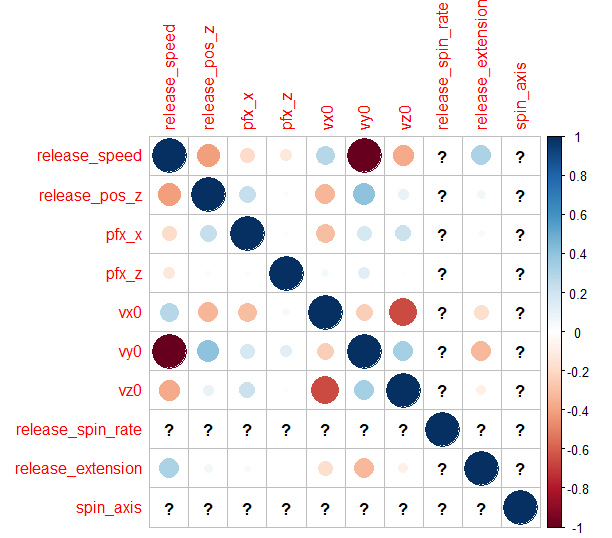 release_speed
release_pos_z
pfx_x
pfx_z
vx0
vy0
vz0
release_spin_rate
release_extension
spin_axis
release_speed ? ?
release_pos_z ? ?
pfx_x ? ?
pfx_z ? ?
vx0 ? ?
vy0 ? ?
vz0 ? ?
release_spin_rate ? ? ? ? ? ? ? ? ?
release_extension ? ?
spin_axis ? ? ? ? ? ? ? ? ?
1
0.8
0.6
0.4
0.2
0
-0.2
-0.4
-0.6
-0.8
-1